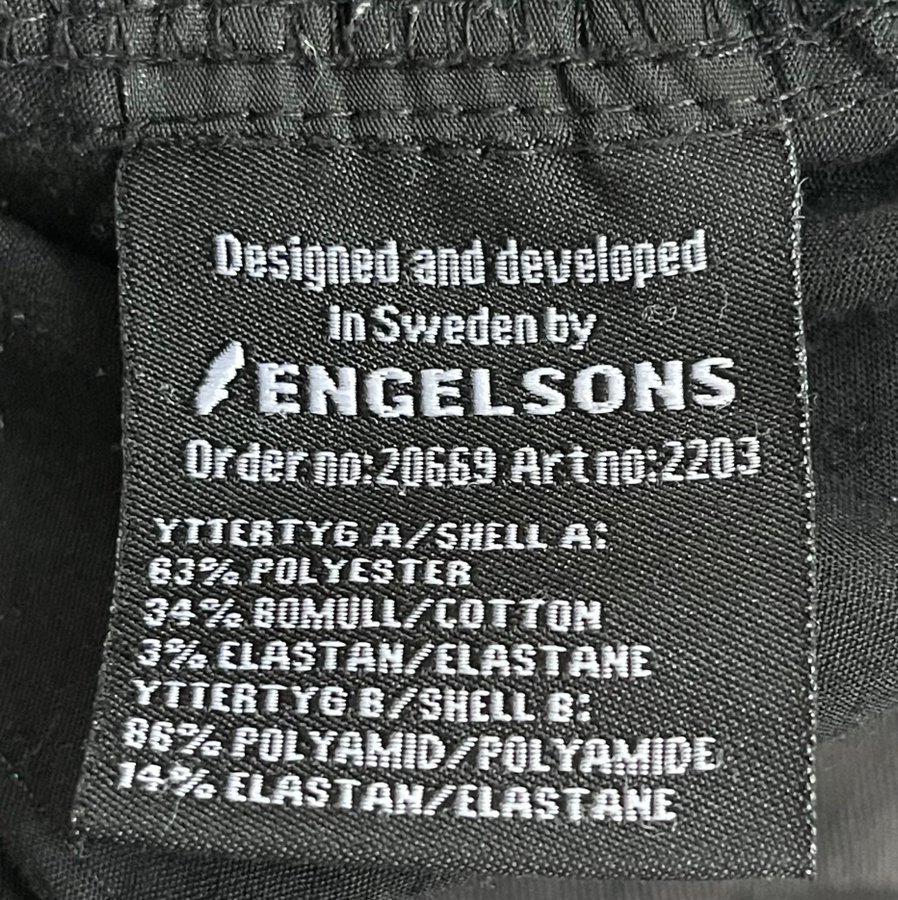 Designed and developed
in Sweden by
ENGELSONS
Order no:20669 Art no:2203
YTTERTYG A/SHELL A:
63% POLYESTER
34% BOMULL/COTTON
3% ELASTAN/ELASTANE
YTTERTYG B/SHELL B:
86% POLYAMID/POLYAMIDE
14% ELASTAN/ELASTANE